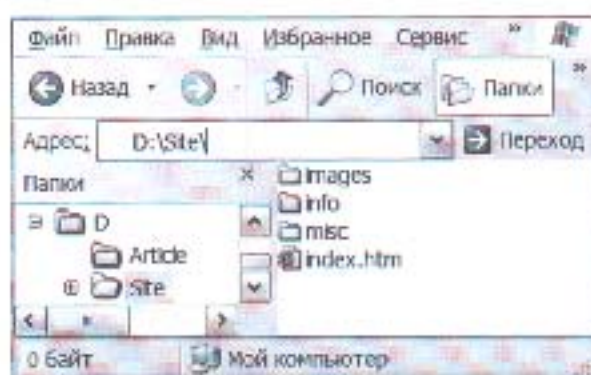 Файл Правка Вид Избранное Сервис »
Назад Поиск Папки »
Адрес: D:\Site\ Переход
Папки ×
images
info
misc
index.htm
D
Article
Site
0 байт Мой компьютер